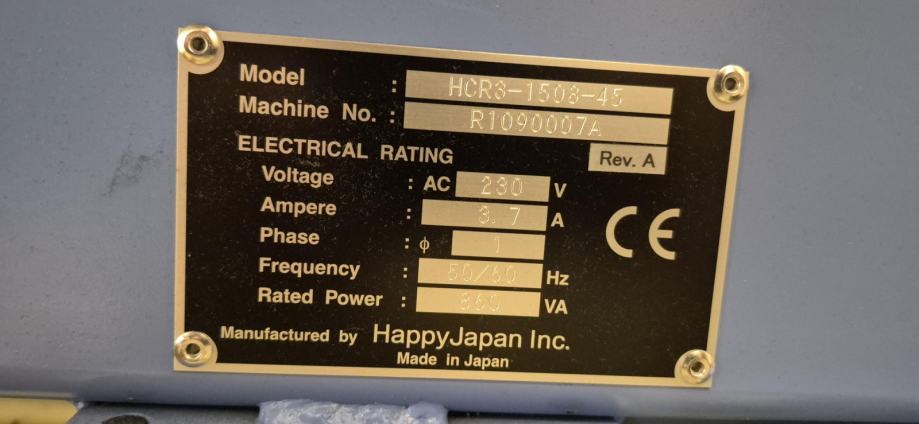 Model : HCR3-1508-45
Machine No. : R1090007A
ELECTRICAL RATING Rev. A
Voltage : AC 230 V
Ampere : 3.7 A
Phase : ϕ 1
Frequency : 50/60 Hz
Rated Power : 860 VA
CE
Manufactured by HappyJapan Inc.
Made in Japan